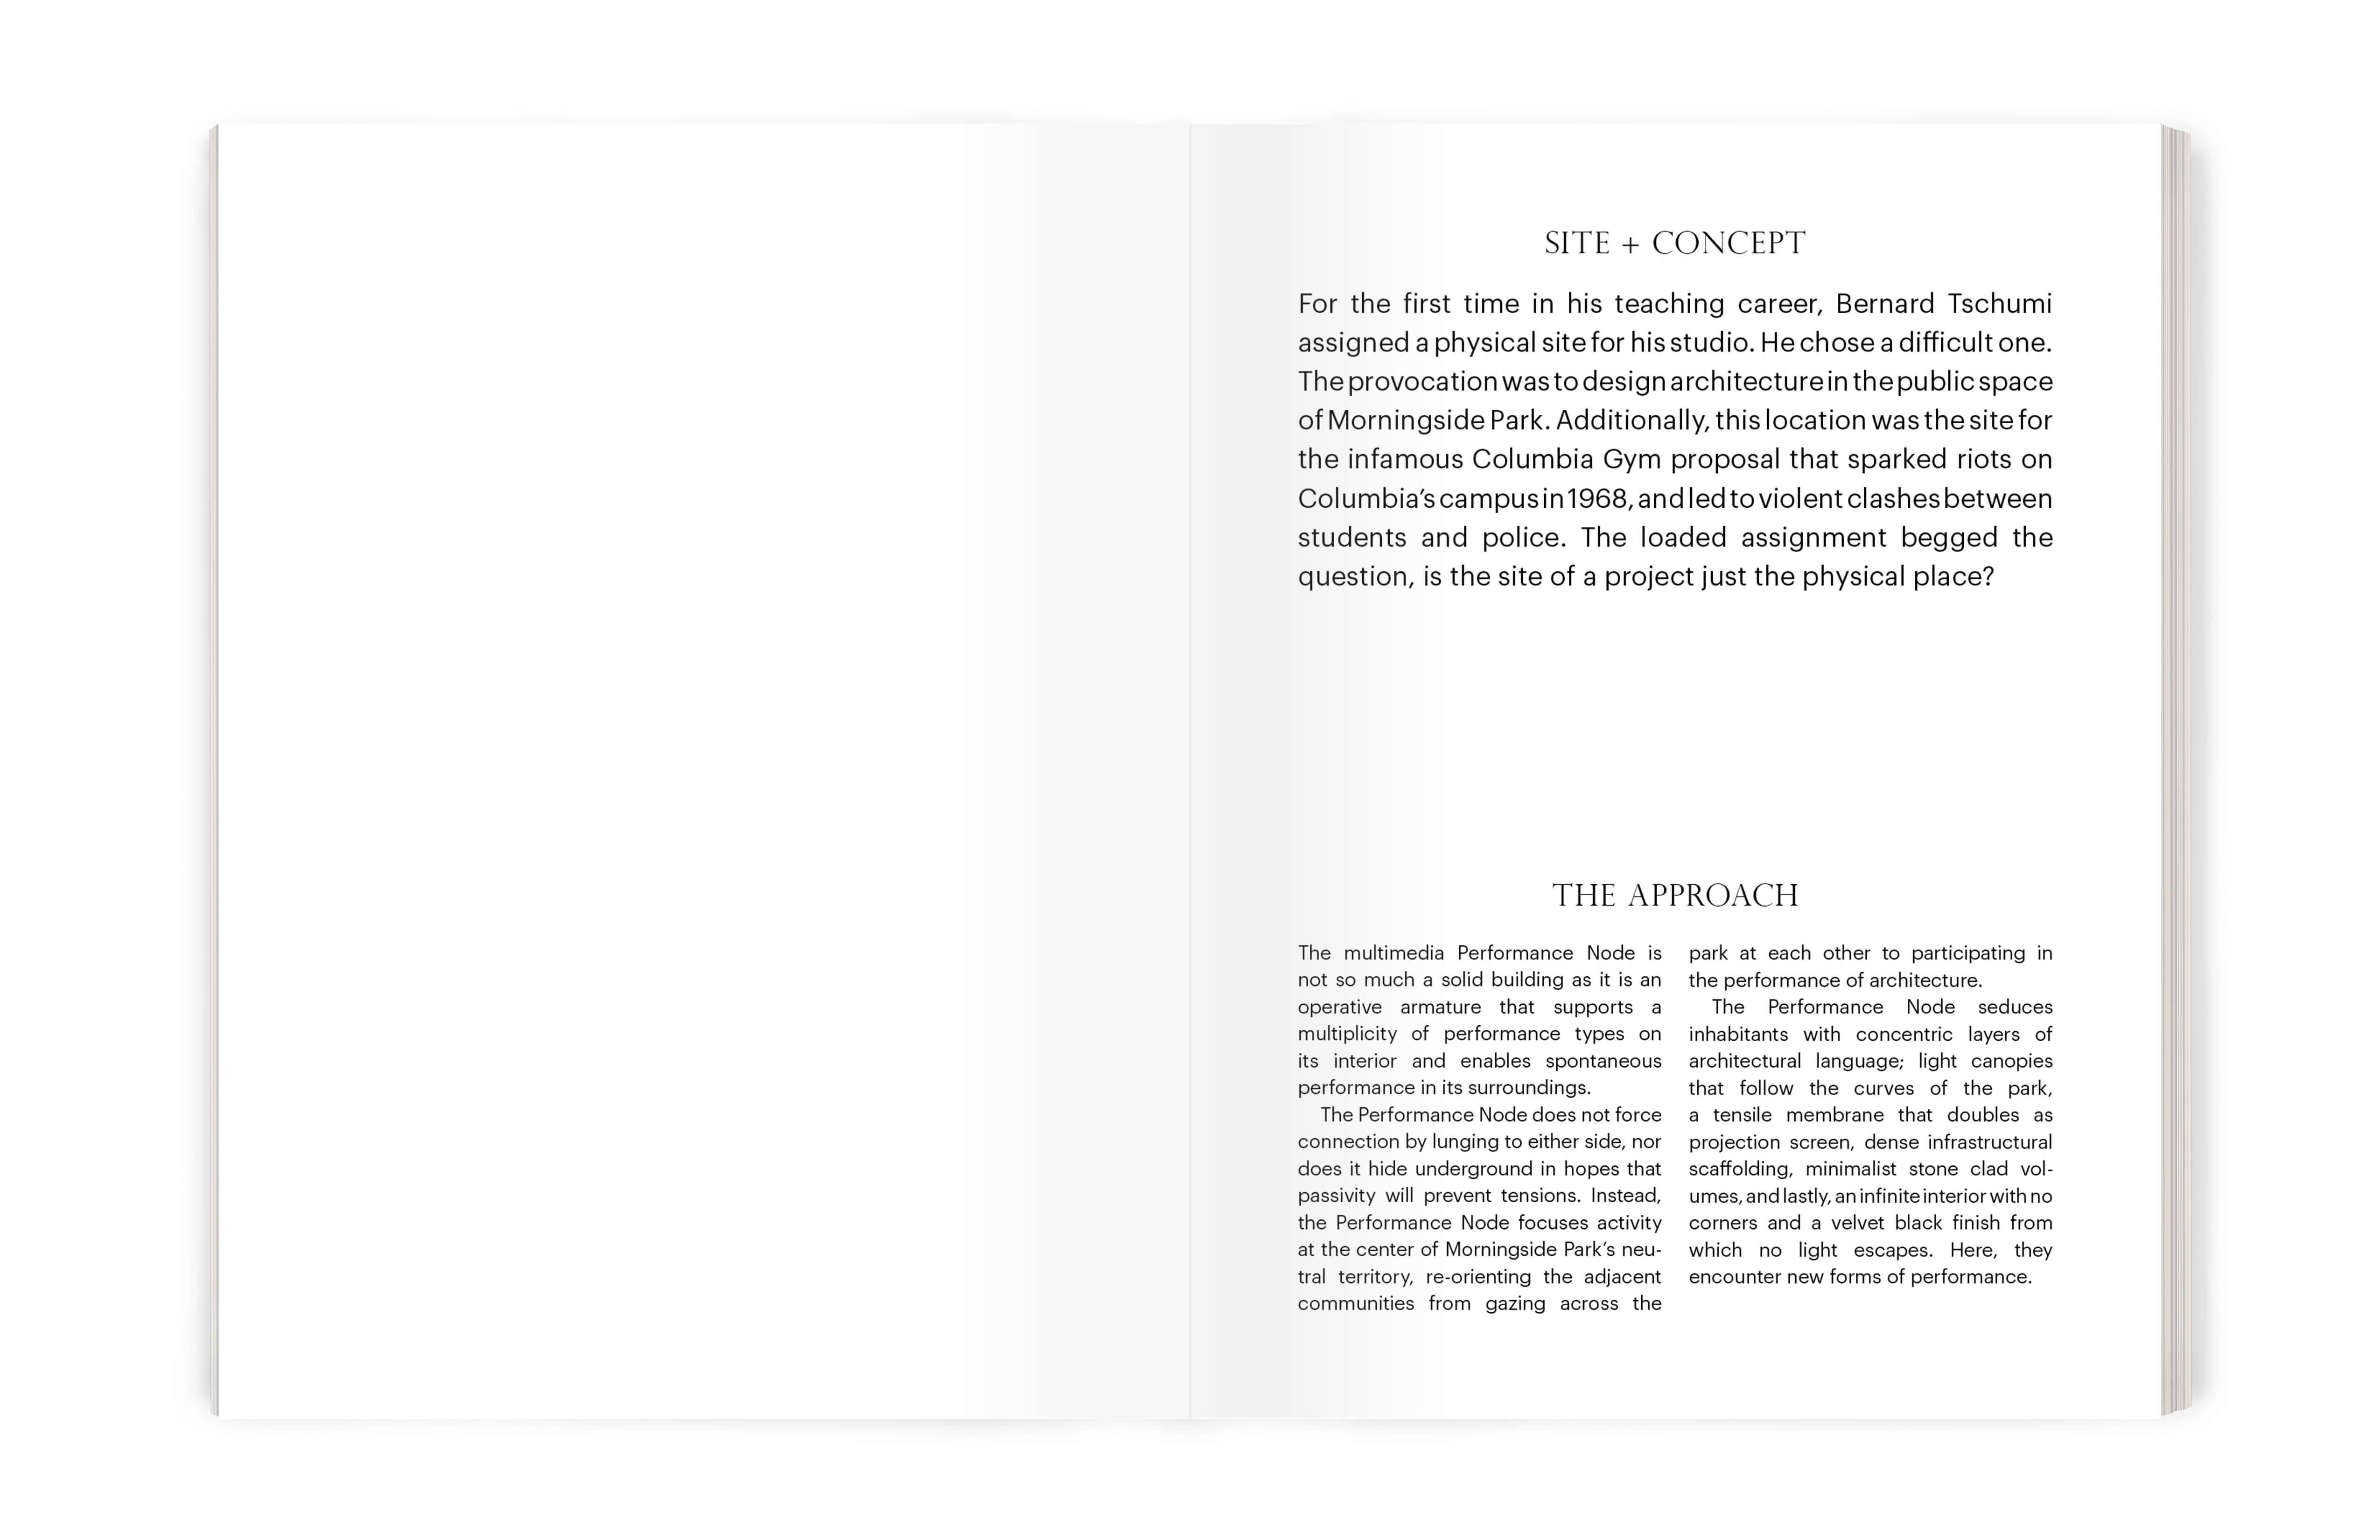 SITE + CONCEPT
For the first time in his teaching career, Bernard Tschumi
assigned a physical site for his studio. He chose a difficult one.
The provocation was to design architecture in the public space
of Morningside Park. Additionally, this location was the site for
the infamous Columbia Gym proposal that sparked riots on
Columbia’s campus in 1968, and led to violent clashes between
students and police. The loaded assignment begged the
question, is the site of a project just the physical place?
THE APPROACH
The multimedia Performance Node is
not so much a solid building as it is an
operative armature that supports a
multiplicity of performance types on
its interior and enables spontaneous
performance in its surroundings.
The Performance Node does not force
connection by lunging to either side, nor
does it hide underground in hopes that
passivity will prevent tensions. Instead,
the Performance Node focuses activity
at the center of Morningside Park’s neu-
tral territory, re-orienting the adjacent
communities from gazing across the
park at each other to participating in
the performance of architecture.
The Performance Node seduces
inhabitants with concentric layers of
architectural language; light canopies
that follow the curves of the park,
a tensile membrane that doubles as
projection screen, dense infrastructural
scaffolding, minimalist stone clad vol-
umes, and lastly, an infinite interior with no
corners and a velvet black finish from
which no light escapes. Here, they
encounter new forms of performance.